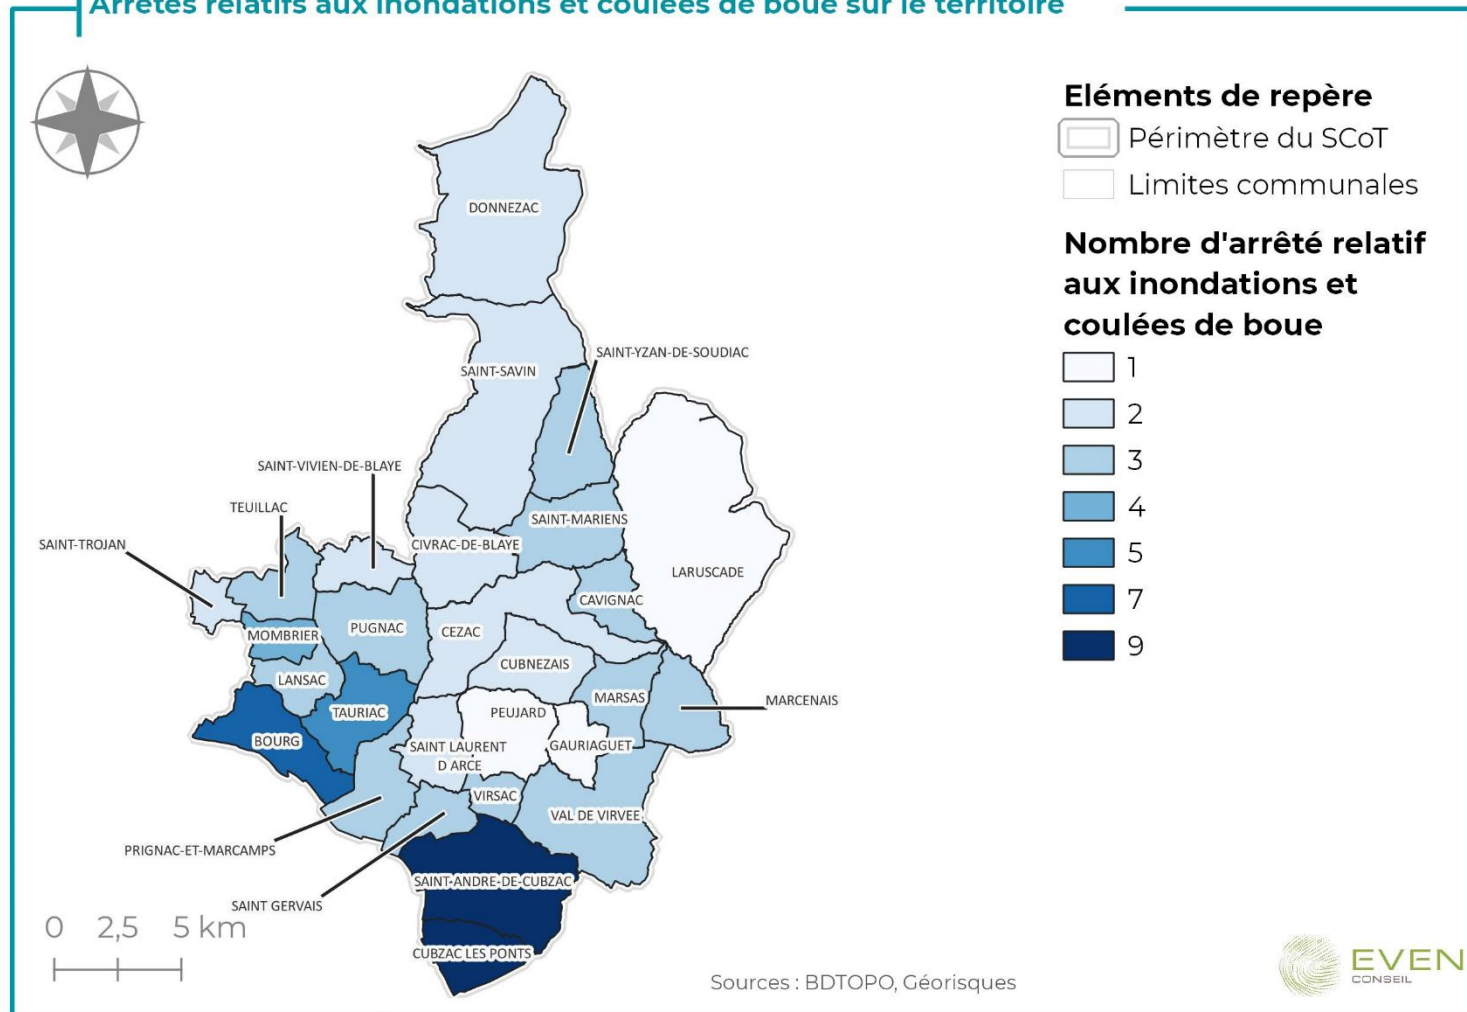 Arrêtés relatifs aux inondations et coulées de boue sur le territoire
Eléments de repère
Périmètre du SCoT
Limites communales
Nombre d'arrêté relatif
aux inondations et
coulées de boue
1
2
3
4
5
7
9
DONNEZAC
SAINT-YZAN-DE-SOUDIAC
SAINT-SAVIN
SAINT-VIVIEN-DE-BLAYE
TEUILLAC
SAINT-MARIENS
SAINT-TROJAN
CIVRAC-DE-BLAYE
LARUSCADE
CAVIGNAC
MOMBRIER
PUGNAC
CEZAC
CUBNEZAIS
LANSAC
MARSAS
MARCENAIS
TAURIAC
PEUJARD
BOURG
SAINT LAURENT
D ARCE
GAURIAGUET
VIRSAC
VAL DE VIRVEE
PRIGNAC-ET-MARCAMPS
SAINT-ANDRE-DE-CUBZAC
SAINT GERVAIS
CUBZAC LES PONTS
0 2,5 5 km
Sources : BDTOPO, Géorisques
EVEN
CONSEIL